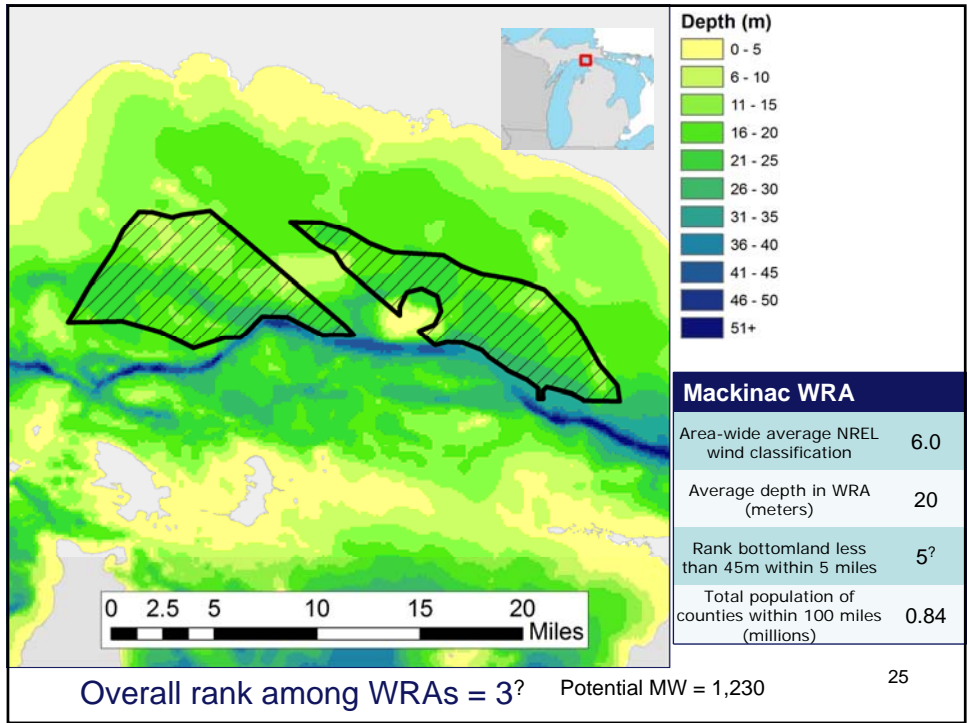 Depth (m)
0 - 5
6 - 10
11 - 15
16 - 20
21 - 25
26 - 30
31 - 35
36 - 40
41 - 45
46 - 50
51+
Mackinac WRA
Area-wide average NREL
wind classification
6.0
Average depth in WRA
(meters)
20
Rank bottomland less
than 45m within 5 miles
5?
Total population of
counties within 100 miles
(millions)
0.84
0 2.5 5 10 15 20
Miles
Overall rank among WRAs = 3?
Potential MW = 1,230
25